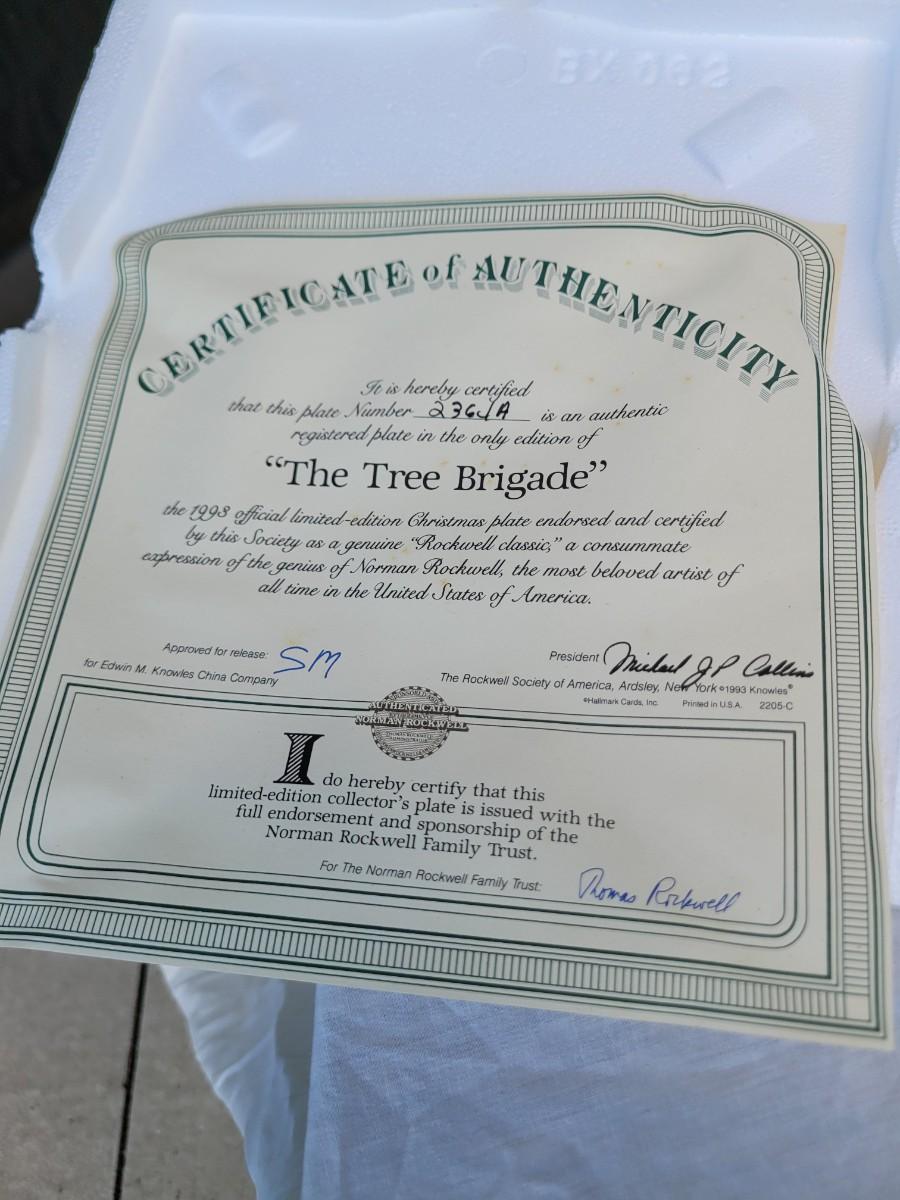 BX 062
CERTIFICATE of AUTHENTICITY
It is hereby certified
that this plate Number is an authentic
registered plate in the only edition of
“The Tree Brigade”
the 1993 official limited-edition Christmas plate endorsed and certified
by this Society as a genuine “Rockwell classic,” a consummate
expression of the genius of Norman Rockwell, the most beloved artist of
all time in the United States of America.
Approved for release: SM
for Edwin M. Knowles China Company
President Michael J.P. Collins
The Rockwell Society of America, Ardsley, New York ©1993 Knowles®
©Hallmark Cards, Inc. Printed in U.S.A. 2205-C
AUTHENTICATED
NORMAN ROCKWELL
I do hereby certify that this
limited-edition collector's plate is issued with the
full endorsement and sponsorship of the
Norman Rockwell Family Trust.
For The Norman Rockwell Family Trust: Thomas Rockwell